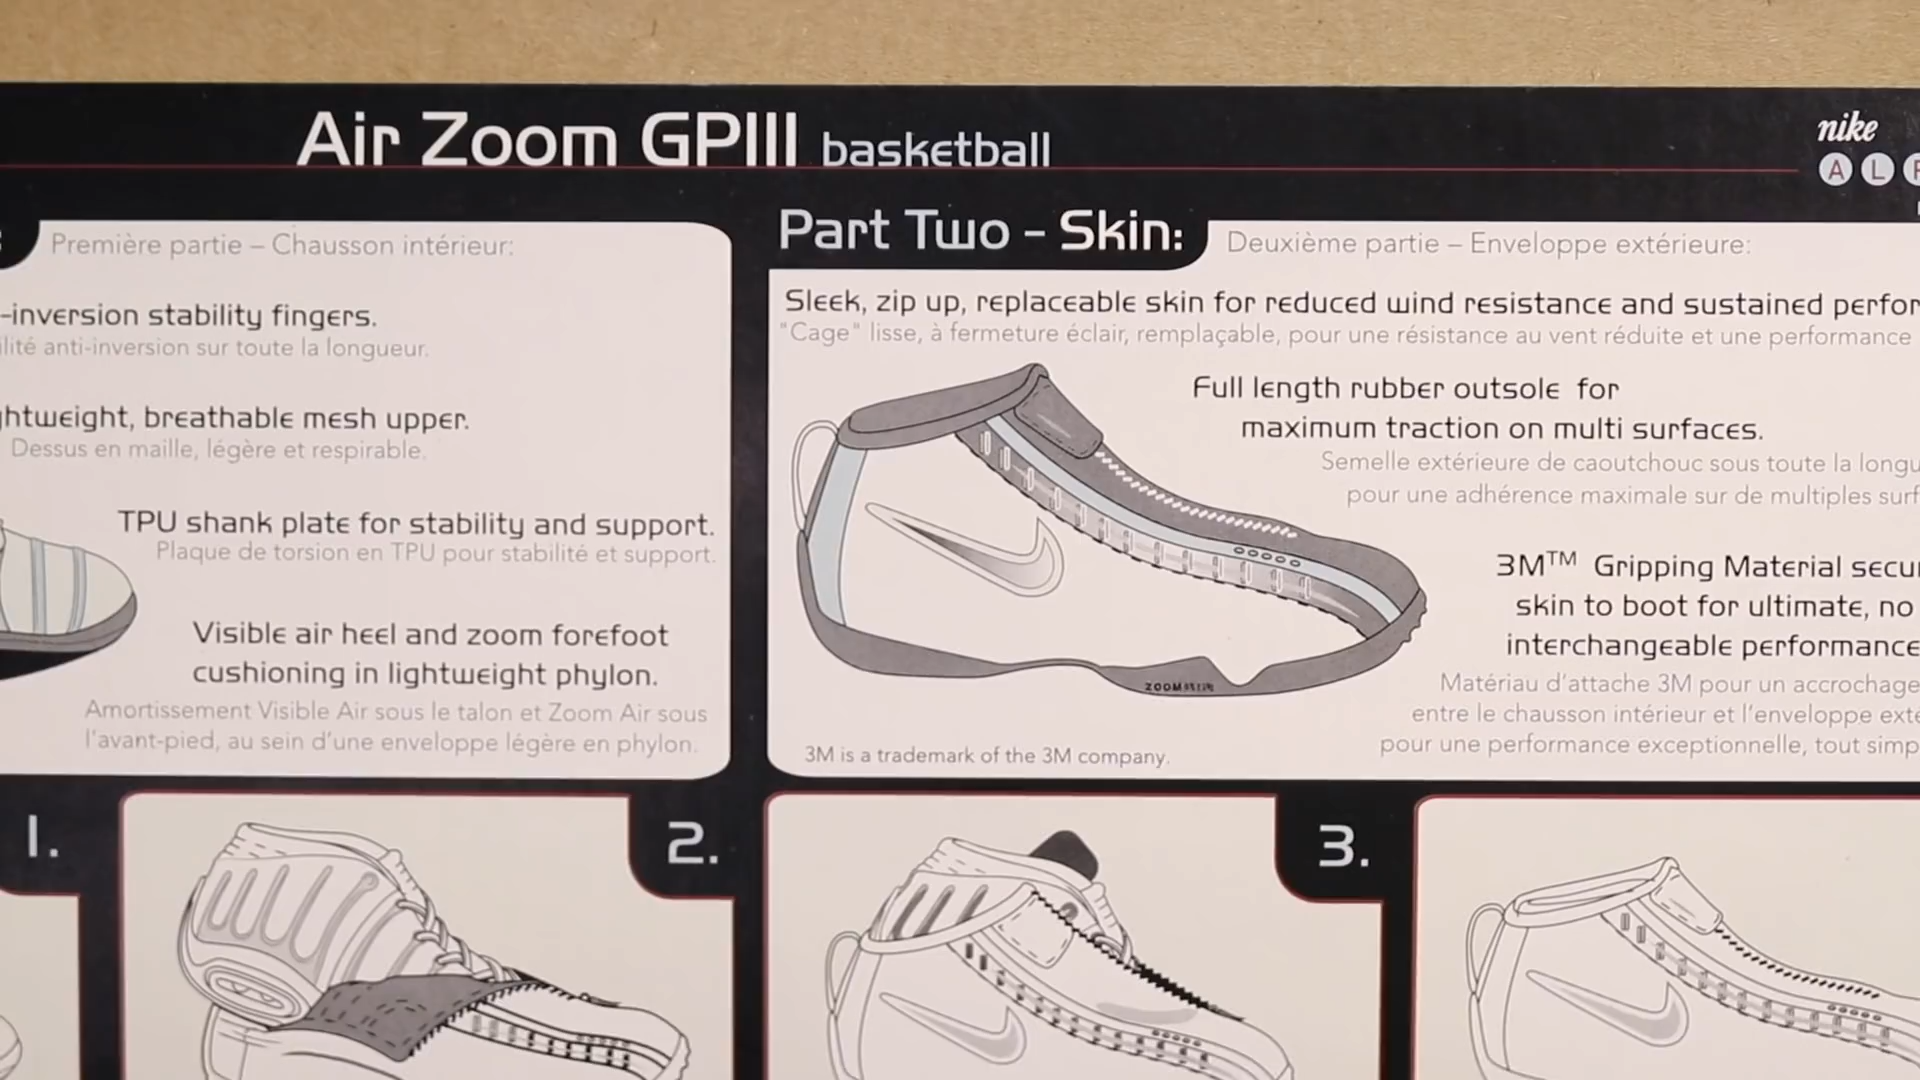 Air Zoom GPIII basketball
nike
A L
Première partie – Chausson intérieur:
-inversion stability fingers.
anti-inversion sur toute la longueur.
breathable mesh upper.
Dessus en maille, légère et respirable.
TPU shank plate for stability and support.
Plaque de torsion en TPU pour stabilité et support.
Visible air heel and zoom forefoot
cushioning in lightweight phylon.
Amortissement Visible Air sous le talon et Zoom Air sous
l'avant-pied, au sein d'une enveloppe légère en phylon.
Part Two - Skin:
Deuxième partie – Enveloppe extérieure:
Sleek, zip up, replaceable skin for reduced wind resistance and sustained
"Cage" lisse, à fermeture éclair, remplaçable, pour une résistance au vent réduite et une performance
Full length rubber outsole for
maximum traction on multi surfaces.
Semelle extérieure de caoutchouc sous toute la
pour une adhérence maximale sur de multiples
3M™ Gripping Material
skin to boot for ultimate, no
interchangeable performance
Matériau d'attache 3M pour un accrochage
entre le chausson intérieur et l'enveloppe
pour une performance exceptionnelle, tout
ZOOM
3M is a trademark of the 3M company.
1.
2.
3.